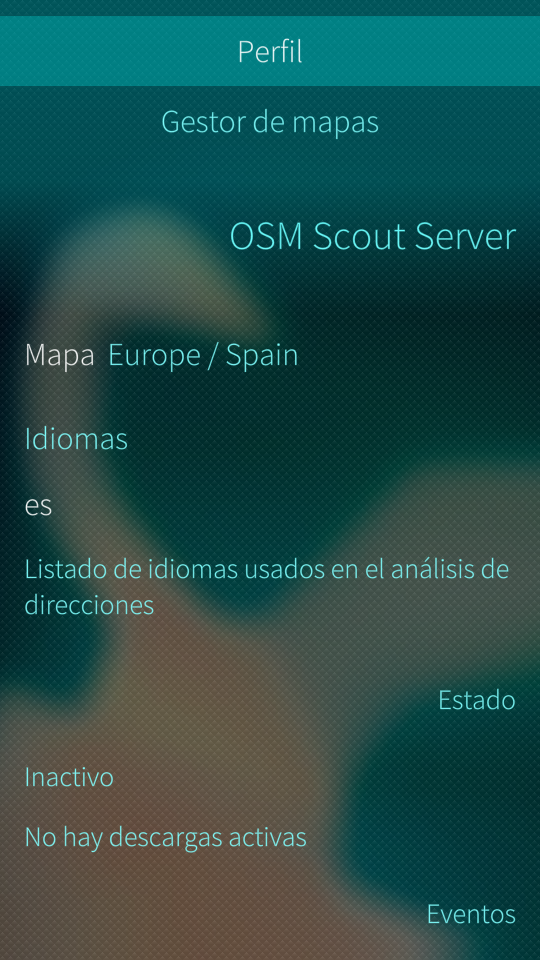 Perfil
Gestor de mapas
OSM Scout Server
Mapa Europe / Spain
Idiomas
es
Listado de idiomas usados en el análisis de
direcciones
Estado
Inactivo
No hay descargas activas
Eventos